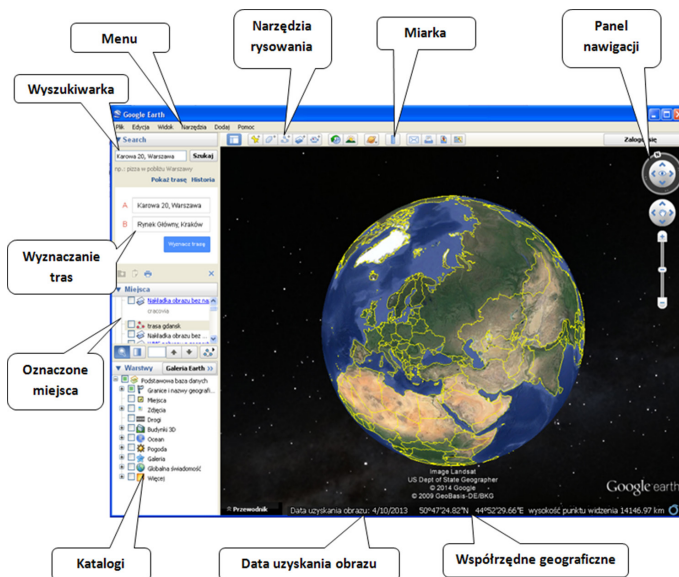 Menu
Narzędzia
rysowania
Miarka
Panel
nawigacji
Wyszukiwarka
Google Earth
Plik Edycja Widok Narzędzia Dodaj Pomoc
Search
Zaloguj się
Karowa 20, Warszawa Szukaj
np.: pizza w pobliżu Warszawy
Pokaż trasę Historia
A Karowa 20, Warszawa
B Rynek Główny, Kraków
Wyznacz trasę
Wyznaczanie
tras
Miejsca
Nakładka obrazu bez na
cracovia
trasa gdansk
Nakładka obrazu bez ...
Oznaczone
miejsca
Warstwy Galeria Earth >>
Podstawowa baza danych
Granice i nazwy geografi...
Miejsca
Zdjęcia
Drogi
Budynki 3D
Ocean
Pogoda
Galeria
Globalna świadomość
Więcej
N
Image Landsat
US Dept of State Geographer
© 2014 Google
© 2009 GeoBasis-DE/BKG
Google earth
Przewodnik
Data uzyskania obrazu: 4/10/2013 50°47'24.82"N 44°52'29.66"E wysokość punktu widzenia 14146.97 km
Katalogi
Data uzyskania obrazu
Współrzędne geograficzne